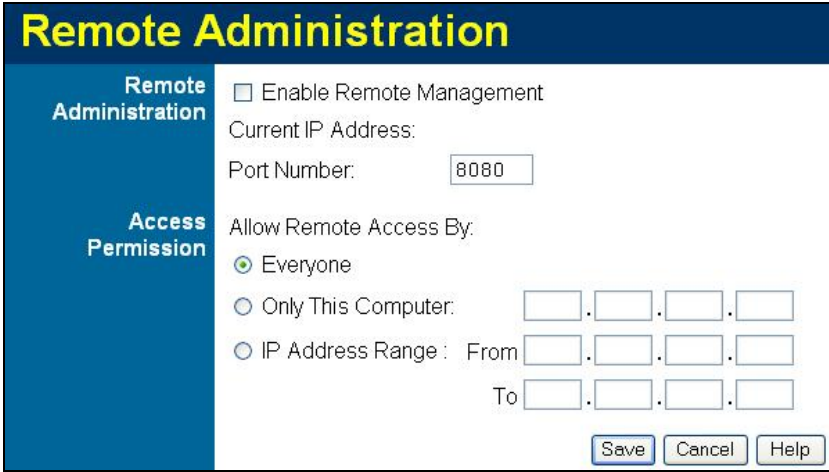 Remote Administration
Remote Administration
Enable Remote Management
Current IP Address:
Port Number: 8080
Access Permission
Allow Remote Access By:
Everyone
Only This Computer: . . .
IP Address Range : From . . .
To . . .
Save Cancel Help